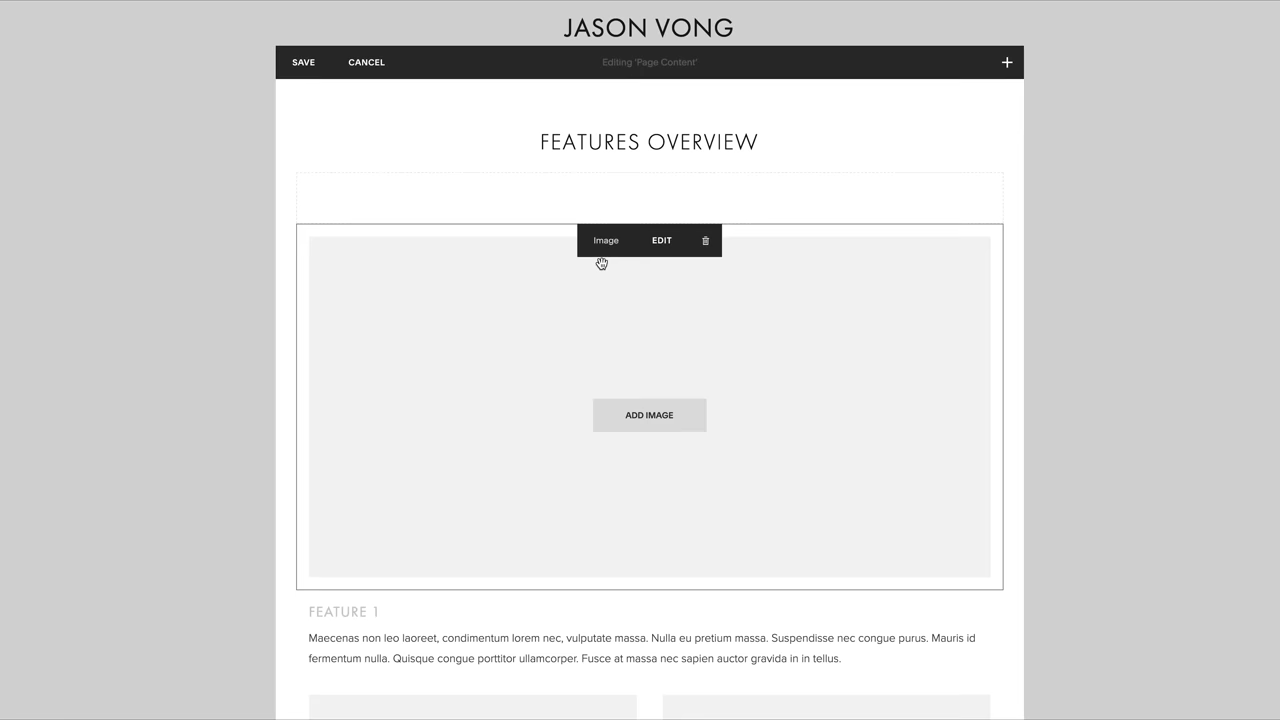 JASON VONG
SAVE CANCEL Editing 'Page Content' +
FEATURES OVERVIEW
Image EDIT
ADD IMAGE
FEATURE 1
Maecenas non leo laoreet, condimentum lorem nec, vulputate massa. Nulla eu pretium massa. Suspendisse nec congue purus. Mauris id
fermentum nulla. Quisque congue porttitor ullamcorper. Fusce at massa nec sapien auctor gravida in in tellus.